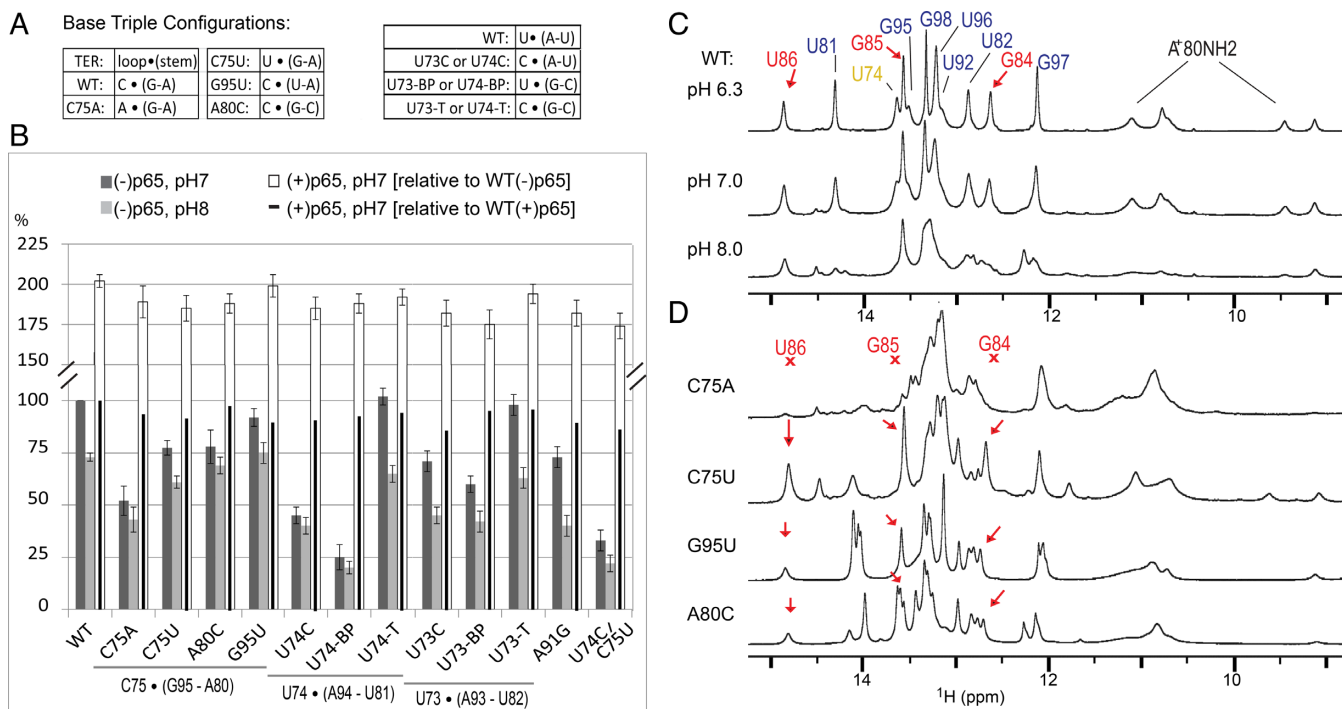 A
Base Triple Configurations:
TER: loop•(stem) C75U: U • (G-A)
WT: C • (G-A) G95U: C • (U-A)
C75A: A • (G-A) A80C: C • (G-C)
WT: U• (A-U)
U73C or U74C: C • (A-U)
U73-BP or U74-BP: U • (G-C)
U73-T or U74-T: C • (G-C)
B
(-)p65, pH7 (+)p65, pH7 [relative to WT(-)p65]
(-)p65, pH8 (+)p65, pH7 [relative to WT(+)p65]
%
225
200
175
150
100
75
50
25
0
WT C75A C75U A80C G95U U74C U74-BP U74-T U73C U73-BP U73-T A91G U74C/C75U
C75 • (G95 - A80) U74 • (A94 - U81) U73 • (A93 - U82)
C
WT:
pH 6.3
U86 U81 G85 U74 G95 G98 U96 U92 U82 G84 G97 A⁺80NH2
pH 7.0
pH 8.0
14 12 10
D
U86 G85 G84
x x x
C75A
C75U
G95U
A80C
14 13 12 10
¹H (ppm)